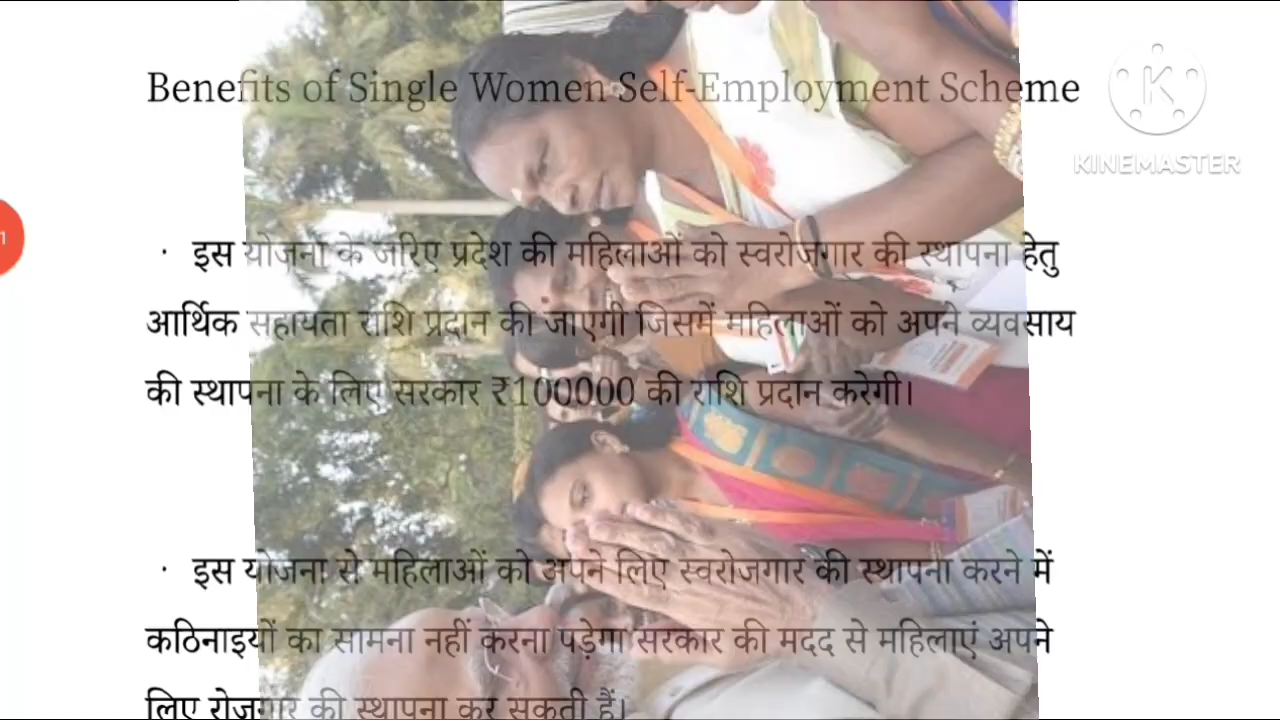 Benefits of Single Women Self-Employment Scheme
K
KINEMASTER
1
· इस योजना के जरिए प्रदेश की महिलाओं को स्वरोजगार की स्थापना हेतु
आर्थिक सहायता राशि प्रदान की जाएगी जिसमें महिलाओं को अपने व्यवसाय
की स्थापना के लिए सरकार ₹100000 की राशि प्रदान करेगी।
· इस योजना से महिलाओं को अपने लिए स्वरोजगार की स्थापना करने में
कठिनाइयों का सामना नहीं करना पड़ेगा सरकार की मदद से महिलाएं अपने
लिए रोजगार की स्थापना कर सकती हैं।